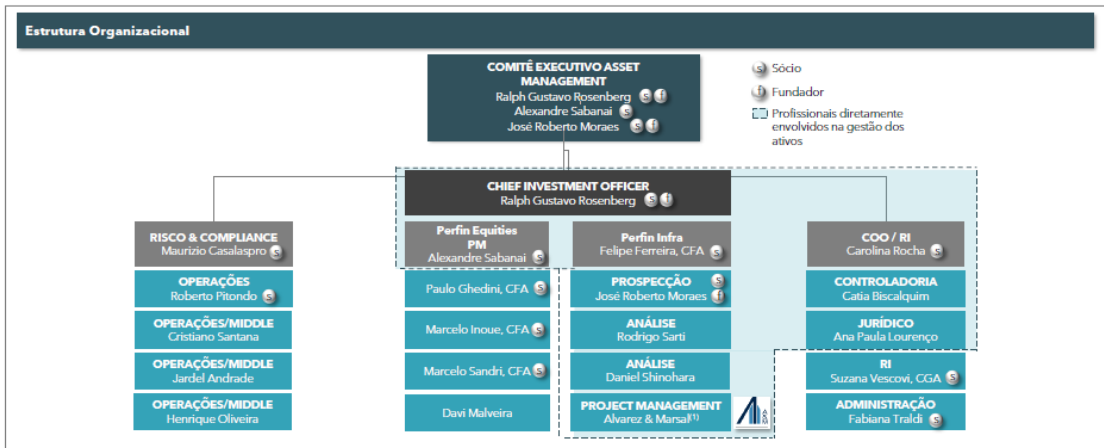 Estrutura Organizacional
COMITÊ EXECUTIVO ASSET
MANAGEMENT
Ralph Gustavo Rosenberg s f
Alexandre Sabanai s
José Roberto Moraes s f
s Sócio
f Fundador
Profissionais diretamente
envolvidos na gestão dos
ativos
CHIEF INVESTMENT OFFICER
Ralph Gustavo Rosenberg s f
RISCO & COMPLIANCE
Maurizio Casalaspro s
OPERAÇÕES
Roberto Pitondo s
OPERAÇÕES/MIDDLE
Cristiano Santana
OPERAÇÕES/MIDDLE
Jardel Andrade
OPERAÇÕES/MIDDLE
Henrique Oliveira
Perfin Equities
PM
Alexandre Sabanai s
Paulo Ghedini, CFA s
Marcelo Inoue, CFA s
Marcelo Sandri, CFA s
Davi Malveira
Perfin Infra
Felipe Ferreira, CFA s
PROSPECÇÃO s
José Roberto Moraes f
ANÁLISE
Rodrigo Sarti
ANÁLISE
Daniel Shinohara
PROJECT MANAGEMENT
Alvarez & Marsal(1)
COO / RI
Carolina Rocha s
CONTROLADORIA
Catia Biscalquim
JURÍDICO
Ana Paula Lourenço
RI
Suzana Vescovi, CGA s
ADMINISTRAÇÃO
Fabiana Traldi s